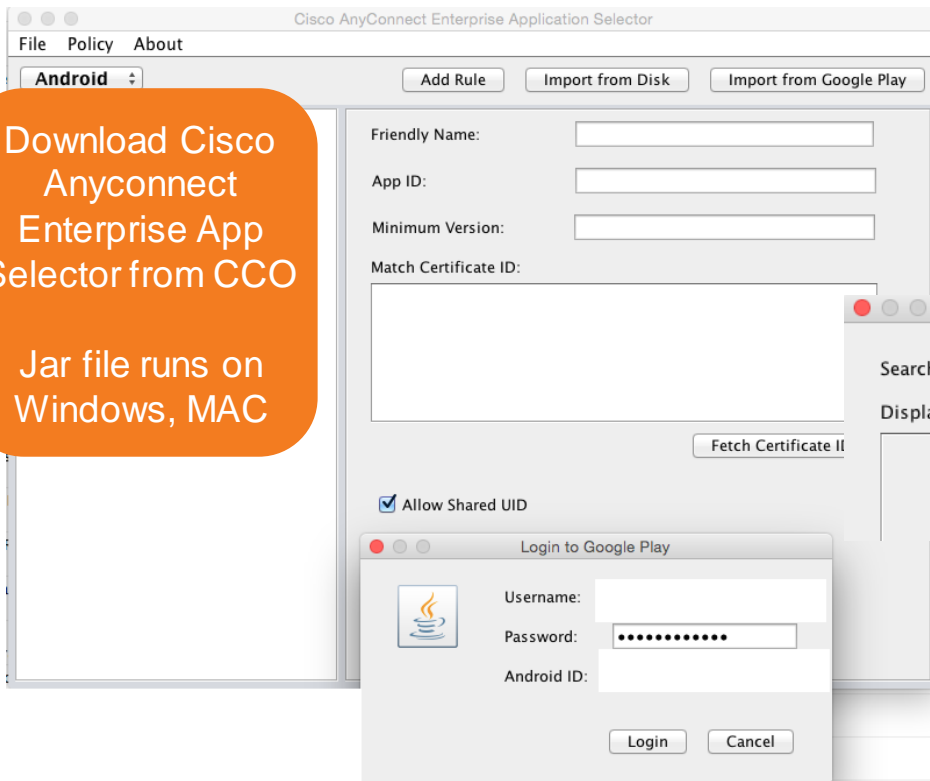 Cisco AnyConnect Enterprise Application Selector
File Policy About
Android
Add Rule Import from Disk Import from Google Play
Download Cisco
Anyconnect
Enterprise App
Selector from CCO
Jar file runs on
Windows, MAC
Friendly Name:
App ID:
Minimum Version:
Match Certificate ID:
Fetch Certificate ID
Allow Shared UID
Login to Google Play
Username:
Password: ••••••••••••
Android ID:
Login Cancel